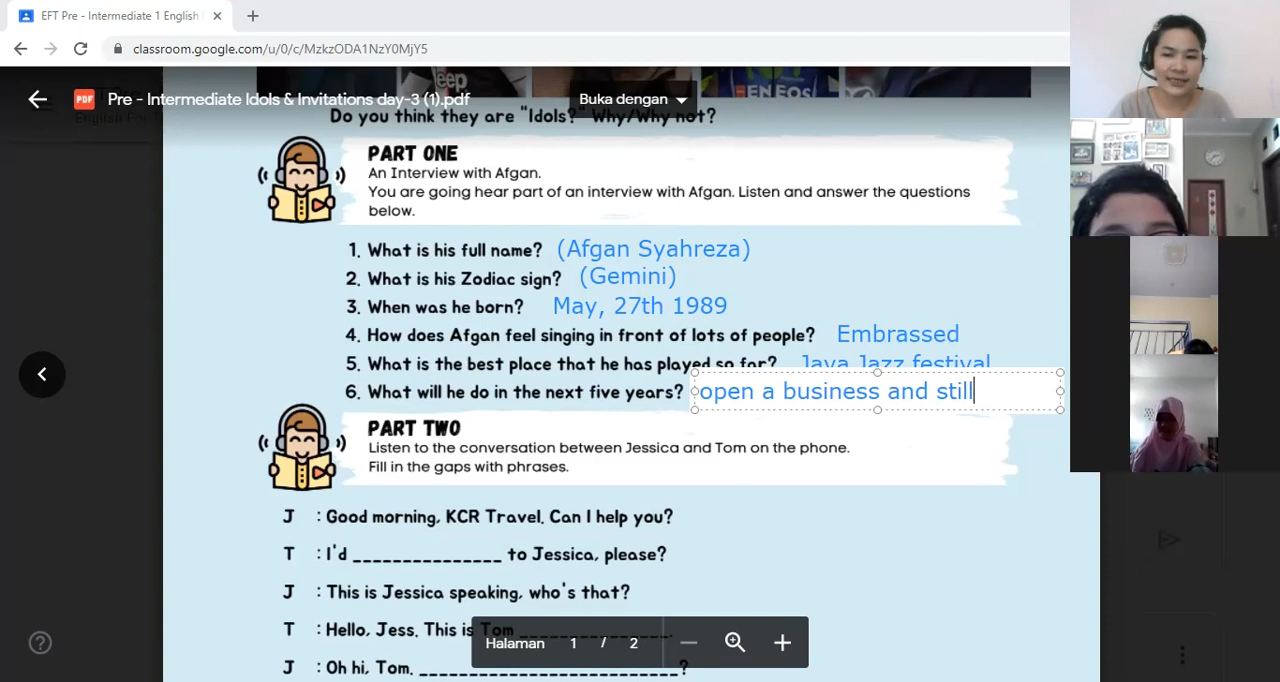 EFT Pre - Intermediate 1 English
classroom.google.com/u/0/c/MzkzODA1NzY0MjY5
Jeep
ENEOS
PDF Pre - Intermediate Idols & Invitations day-3 (1).pdf
Buka dengan
Do you think they are "Idols?" Why/Why not?
PART ONE
An Interview with Afgan.
You are going hear part of an interview with Afgan. Listen and answer the questions
below.
1. What is his full name? (Afgan Syahreza)
2. What is his Zodiac sign? (Gemini)
3. When was he born? May, 27th 1989
4. How does Afgan feel singing in front of lots of people? Embrassed
5. What is the best place that he has played so far? Java Jazz festival
6. What will he do in the next five years? open a business and still
PART TWO
Listen to the conversation between Jessica and Tom on the phone.
Fill in the gaps with phrases.
J : Good morning, KCR Travel. Can I help you?
T : I'd _______________ to Jessica, please?
J : This is Jessica speaking, who's that?
T : Hello, Jess. This is Tom _______________.
J : Oh hi, Tom. __________________________?
Halaman 1 / 2